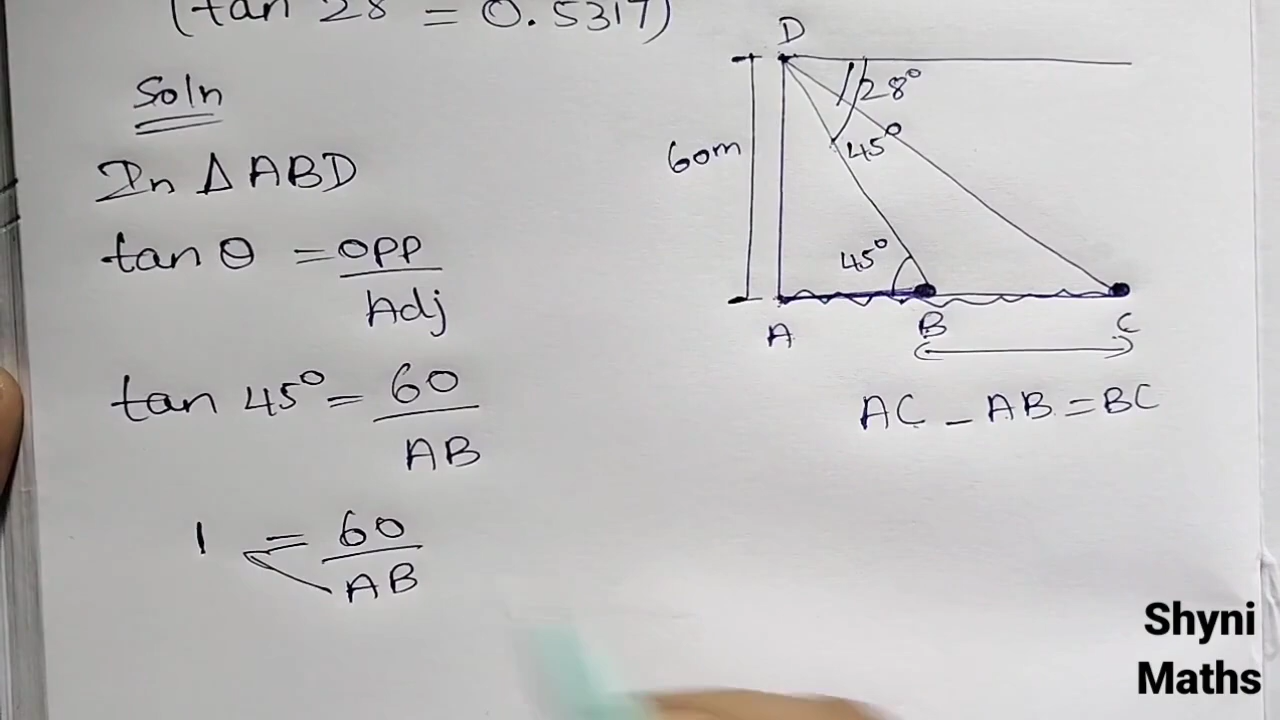 (tan 28 = 0.5317)
Soln
In Δ ABD
tan θ = opp
Adj
tan 45° = 60
AB
1 = 60
AB
D
28°
45°
60m
45°
A B C
AC - AB = BC
Shyni
Maths